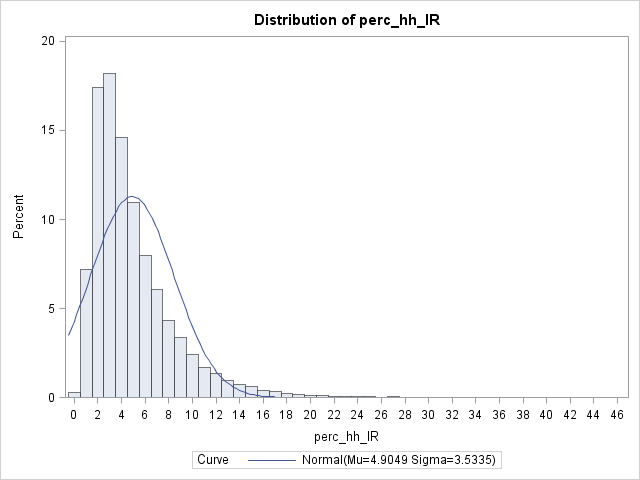 Distribution of perc_hh_IR
20
15
10
5
0
Percent
0 2 4 6 8 10 12 14 16 18 20 22 24 26 28 30 32 34 36 38 40 42 44 46
perc_hh_IR
Curve Normal(Mu=4.9049 Sigma=3.5335)